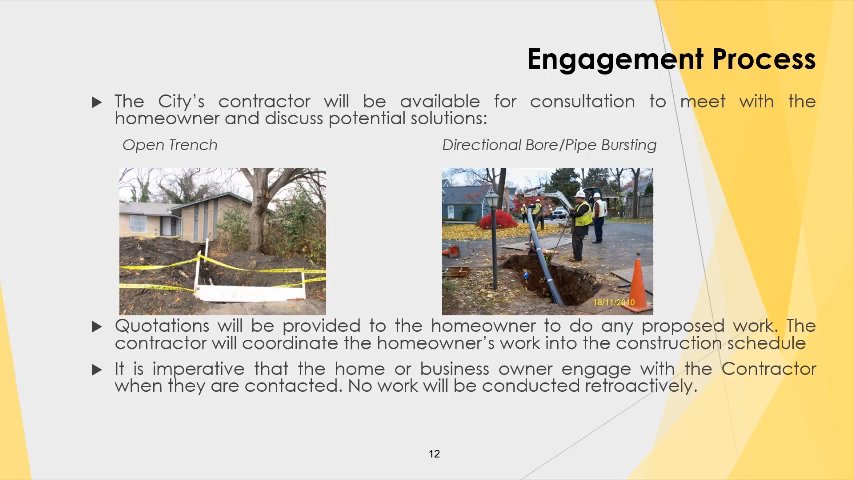 Engagement Process
The City's contractor will be available for consultation to meet with the
homeowner and discuss potential solutions:
Open Trench
Directional Bore/Pipe Bursting
18/11/2010
Quotations will be provided to the homeowner to do any proposed work. The
contractor will coordinate the homeowner's work into the construction schedule
It is imperative that the home or business owner engage with the Contractor
when they are contacted. No work will be conducted retroactively.
12